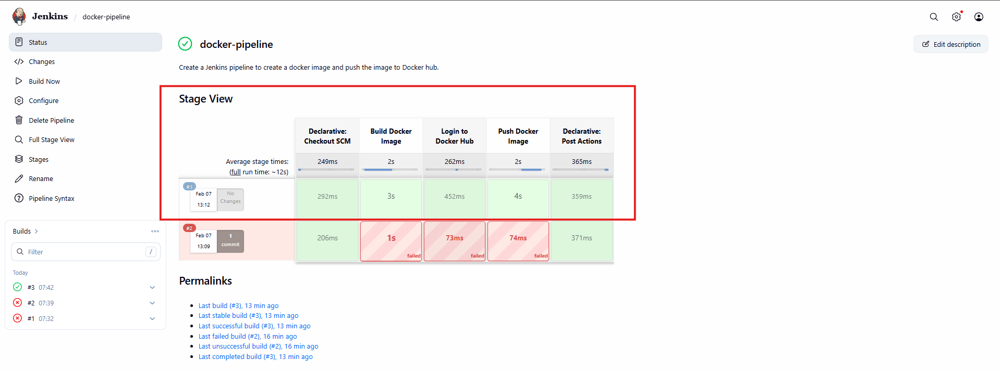 Jenkins / docker-pipeline
Status
Changes
Build Now
Configure
Delete Pipeline
Full Stage View
Stages
Rename
Pipeline Syntax
Builds
Filter /
Today
#3 07:42
#2 07:39
#1 07:32
docker-pipeline
Edit description
Create a Jenkins pipeline to create a docker image and push the image to Docker hub.
Stage View
Declarative: Checkout SCM
Build Docker Image
Login to Docker Hub
Push Docker Image
Declarative: Post Actions
Average stage times:
(full run time: ~12s)
249ms 2s 262ms 2s 365ms
#3
Feb 07
13:12
No Changes
292ms 3s 452ms 4s 359ms
#2
Feb 07
13:09
1 commit
206ms 1s failed 73ms failed 74ms failed 371ms
Permalinks
Last build (#3), 13 min ago
Last stable build (#3), 13 min ago
Last successful build (#3), 13 min ago
Last failed build (#2), 16 min ago
Last unsuccessful build (#2), 16 min ago
Last completed build (#3), 13 min ago